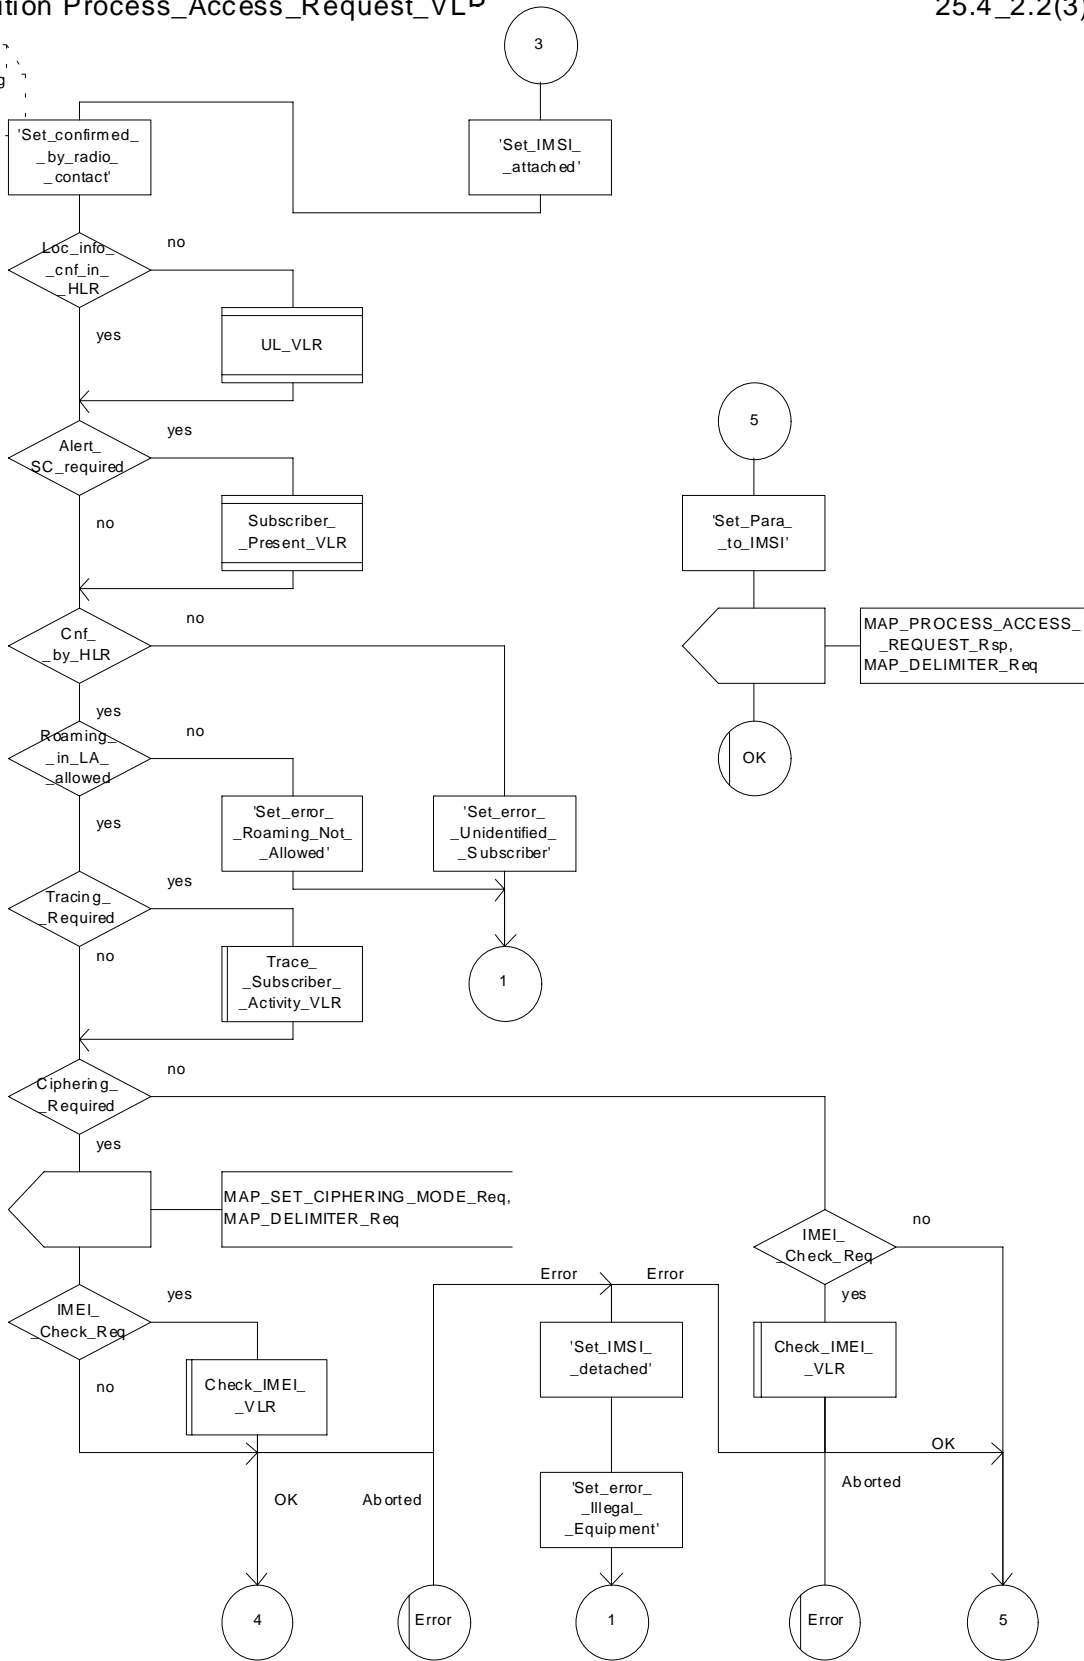 ition Process_Access_Request_VLR
25.4_2.2(3)
3
g
'Set_confirmed_
_by_radio_
_contact'
'Set_IMSI_
_attached'
Loc_info_
_cnf_in_
_HLR
no
yes
UL_VLR
5
Alert_
SC_required
yes
no
Subscriber_
_Present_VLR
'Set_Para_
_to_IMSI'
Cnf_
_by_HLR
no
yes
MAP_PROCESS_ACCESS_
_REQUEST_Rsp,
MAP_DELIMITER_Req
Roaming_
_in_LA_
_allowed
no
yes
OK
'Set_error_
_Roaming_Not_
_Allowed'
'Set_error_
_Unidentified_
_Subscriber'
Tracing_
_Required
yes
no
Trace_
_Subscriber_
_Activity_VLR
1
Ciphering_
_Required
no
yes
MAP_SET_CIPHERING_MODE_Req,
MAP_DELIMITER_Req
IMEI_
_Check_Req
no
yes
Error
Error
IMEI_
_Check_Req
yes
no
Check_IMEI_
_VLR
'Set_IMSI_
_detached'
Check_IMEI_
_VLR
OK
Aborted
OK
Aborted
'Set_error_
_Illegal_
_Equipment'
4
Error
1
Error
5